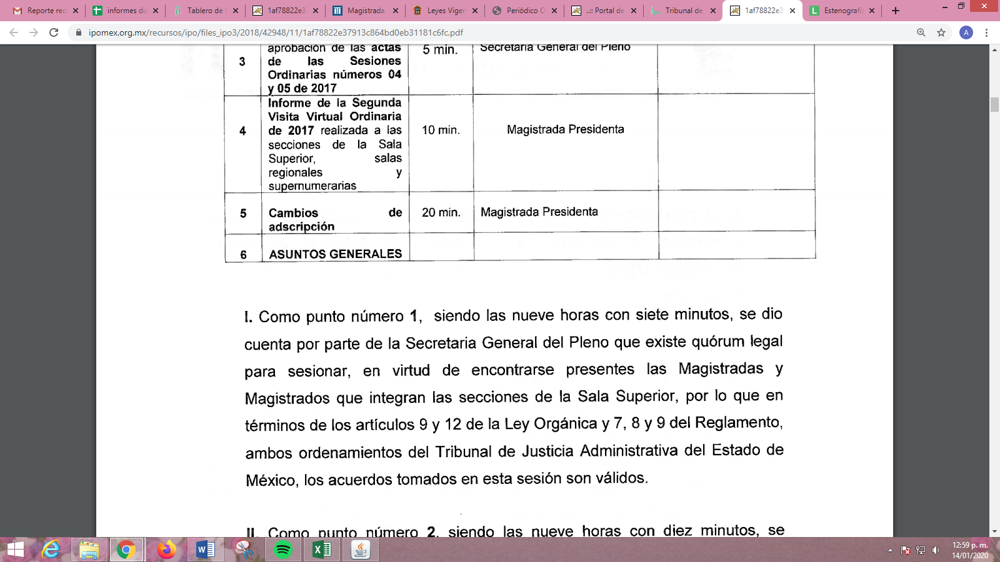 Reporte re
informes di
Tablero de
1af78822e3
Magistrada
Leyes Viger
Periódico O
..:: Portal de
Tribunal de
1af78822e3
Estenografí
ipomex.org.mx/recursos/ipo/files_ipo3/2018/42948/11/1af78822e37913c864bd0eb31181c6fc.pdf
A
3
aprobación de las actas
de las Sesiones
Ordinarias números 04
y 05 de 2017
5 min.
Secretaria General del Pleno
4
Informe de la Segunda
Visita Virtual Ordinaria
de 2017 realizada a las
secciones de la Sala
Superior, salas
regionales y
supernumerarias
10 min.
Magistrada Presidenta
5
Cambios de
adscripción
20 min.
Magistrada Presidenta
6
ASUNTOS GENERALES
I. Como punto número 1, siendo las nueve horas con siete minutos, se dio
cuenta por parte de la Secretaria General del Pleno que existe quórum legal
para sesionar, en virtud de encontrarse presentes las Magistradas y
Magistrados que integran las secciones de la Sala Superior, por lo que en
términos de los artículos 9 y 12 de la Ley Orgánica y 7, 8 y 9 del Reglamento,
ambos ordenamientos del Tribunal de Justicia Administrativa del Estado de
México, los acuerdos tomados en esta sesión son válidos.
II. Como punto número 2, siendo las nueve horas con diez minutos, se
12:59 p. m.
14/01/2020